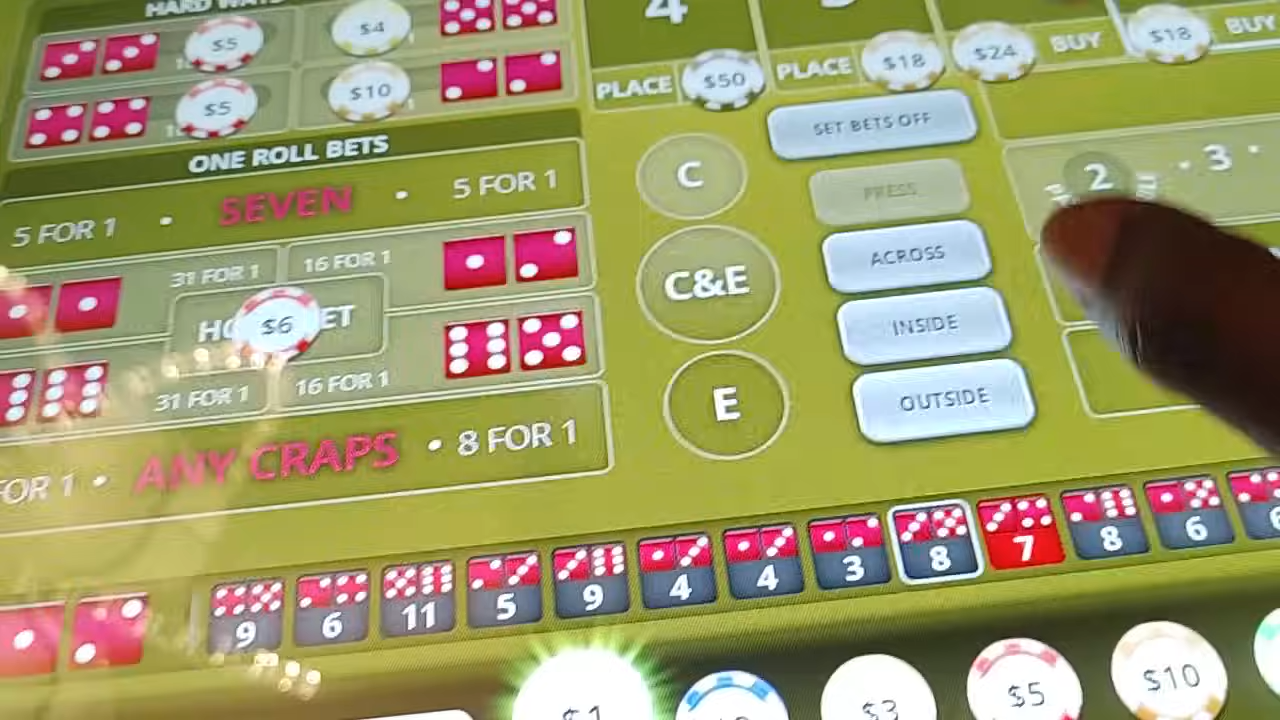 HARD WAYS
4
$5
$4
$5
$10
PLACE $50 PLACE $18 $24 BUY $18 BUY
SET BETS OFF
PRESS
ACROSS
INSIDE
OUTSIDE
ONE ROLL BETS
5 FOR 1 • SEVEN • 5 FOR 1
31 FOR 1
16 FOR 1
$6
31 FOR 1
16 FOR 1
FOR 1 • ANY CRAPS • 8 FOR 1
C
C&E
E
2 • 3 •
9 6 11 5 9 4 4 3 8 7 8 6
$1
$3
$5
$10